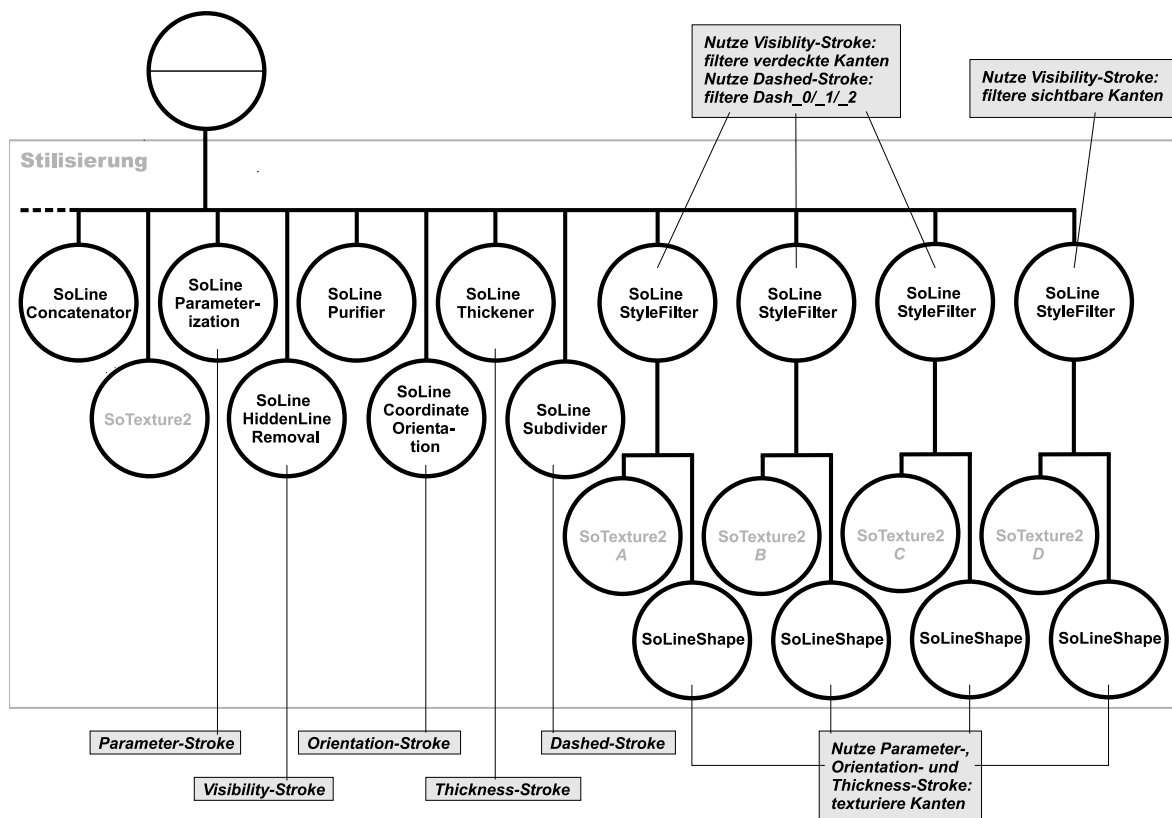 Nutze Visiblity-Stroke:
filtere verdeckte Kanten
Nutze Dashed-Stroke:
filtere Dash_0/_1/_2
Nutze Visibility-Stroke:
filtere sichtbare Kanten
Stilisierung
SoLine
Concatenator
SoLine
Parameter-
ization
SoLine
Purifier
SoLine
Thickener
SoLine
StyleFilter
SoLine
StyleFilter
SoLine
StyleFilter
SoLine
StyleFilter
SoTexture2
SoLine
HiddenLine
Removal
SoLine
Coordinate
Orienta-
tion
SoLine
Subdivider
SoTexture2
A
SoTexture2
B
SoTexture2
C
SoTexture2
D
SoLineShape
SoLineShape
SoLineShape
SoLineShape
Parameter-Stroke
Orientation-Stroke
Dashed-Stroke
Visibility-Stroke
Thickness-Stroke
Nutze Parameter-,
Orientation- und
Thickness-Stroke:
texturiere Kanten